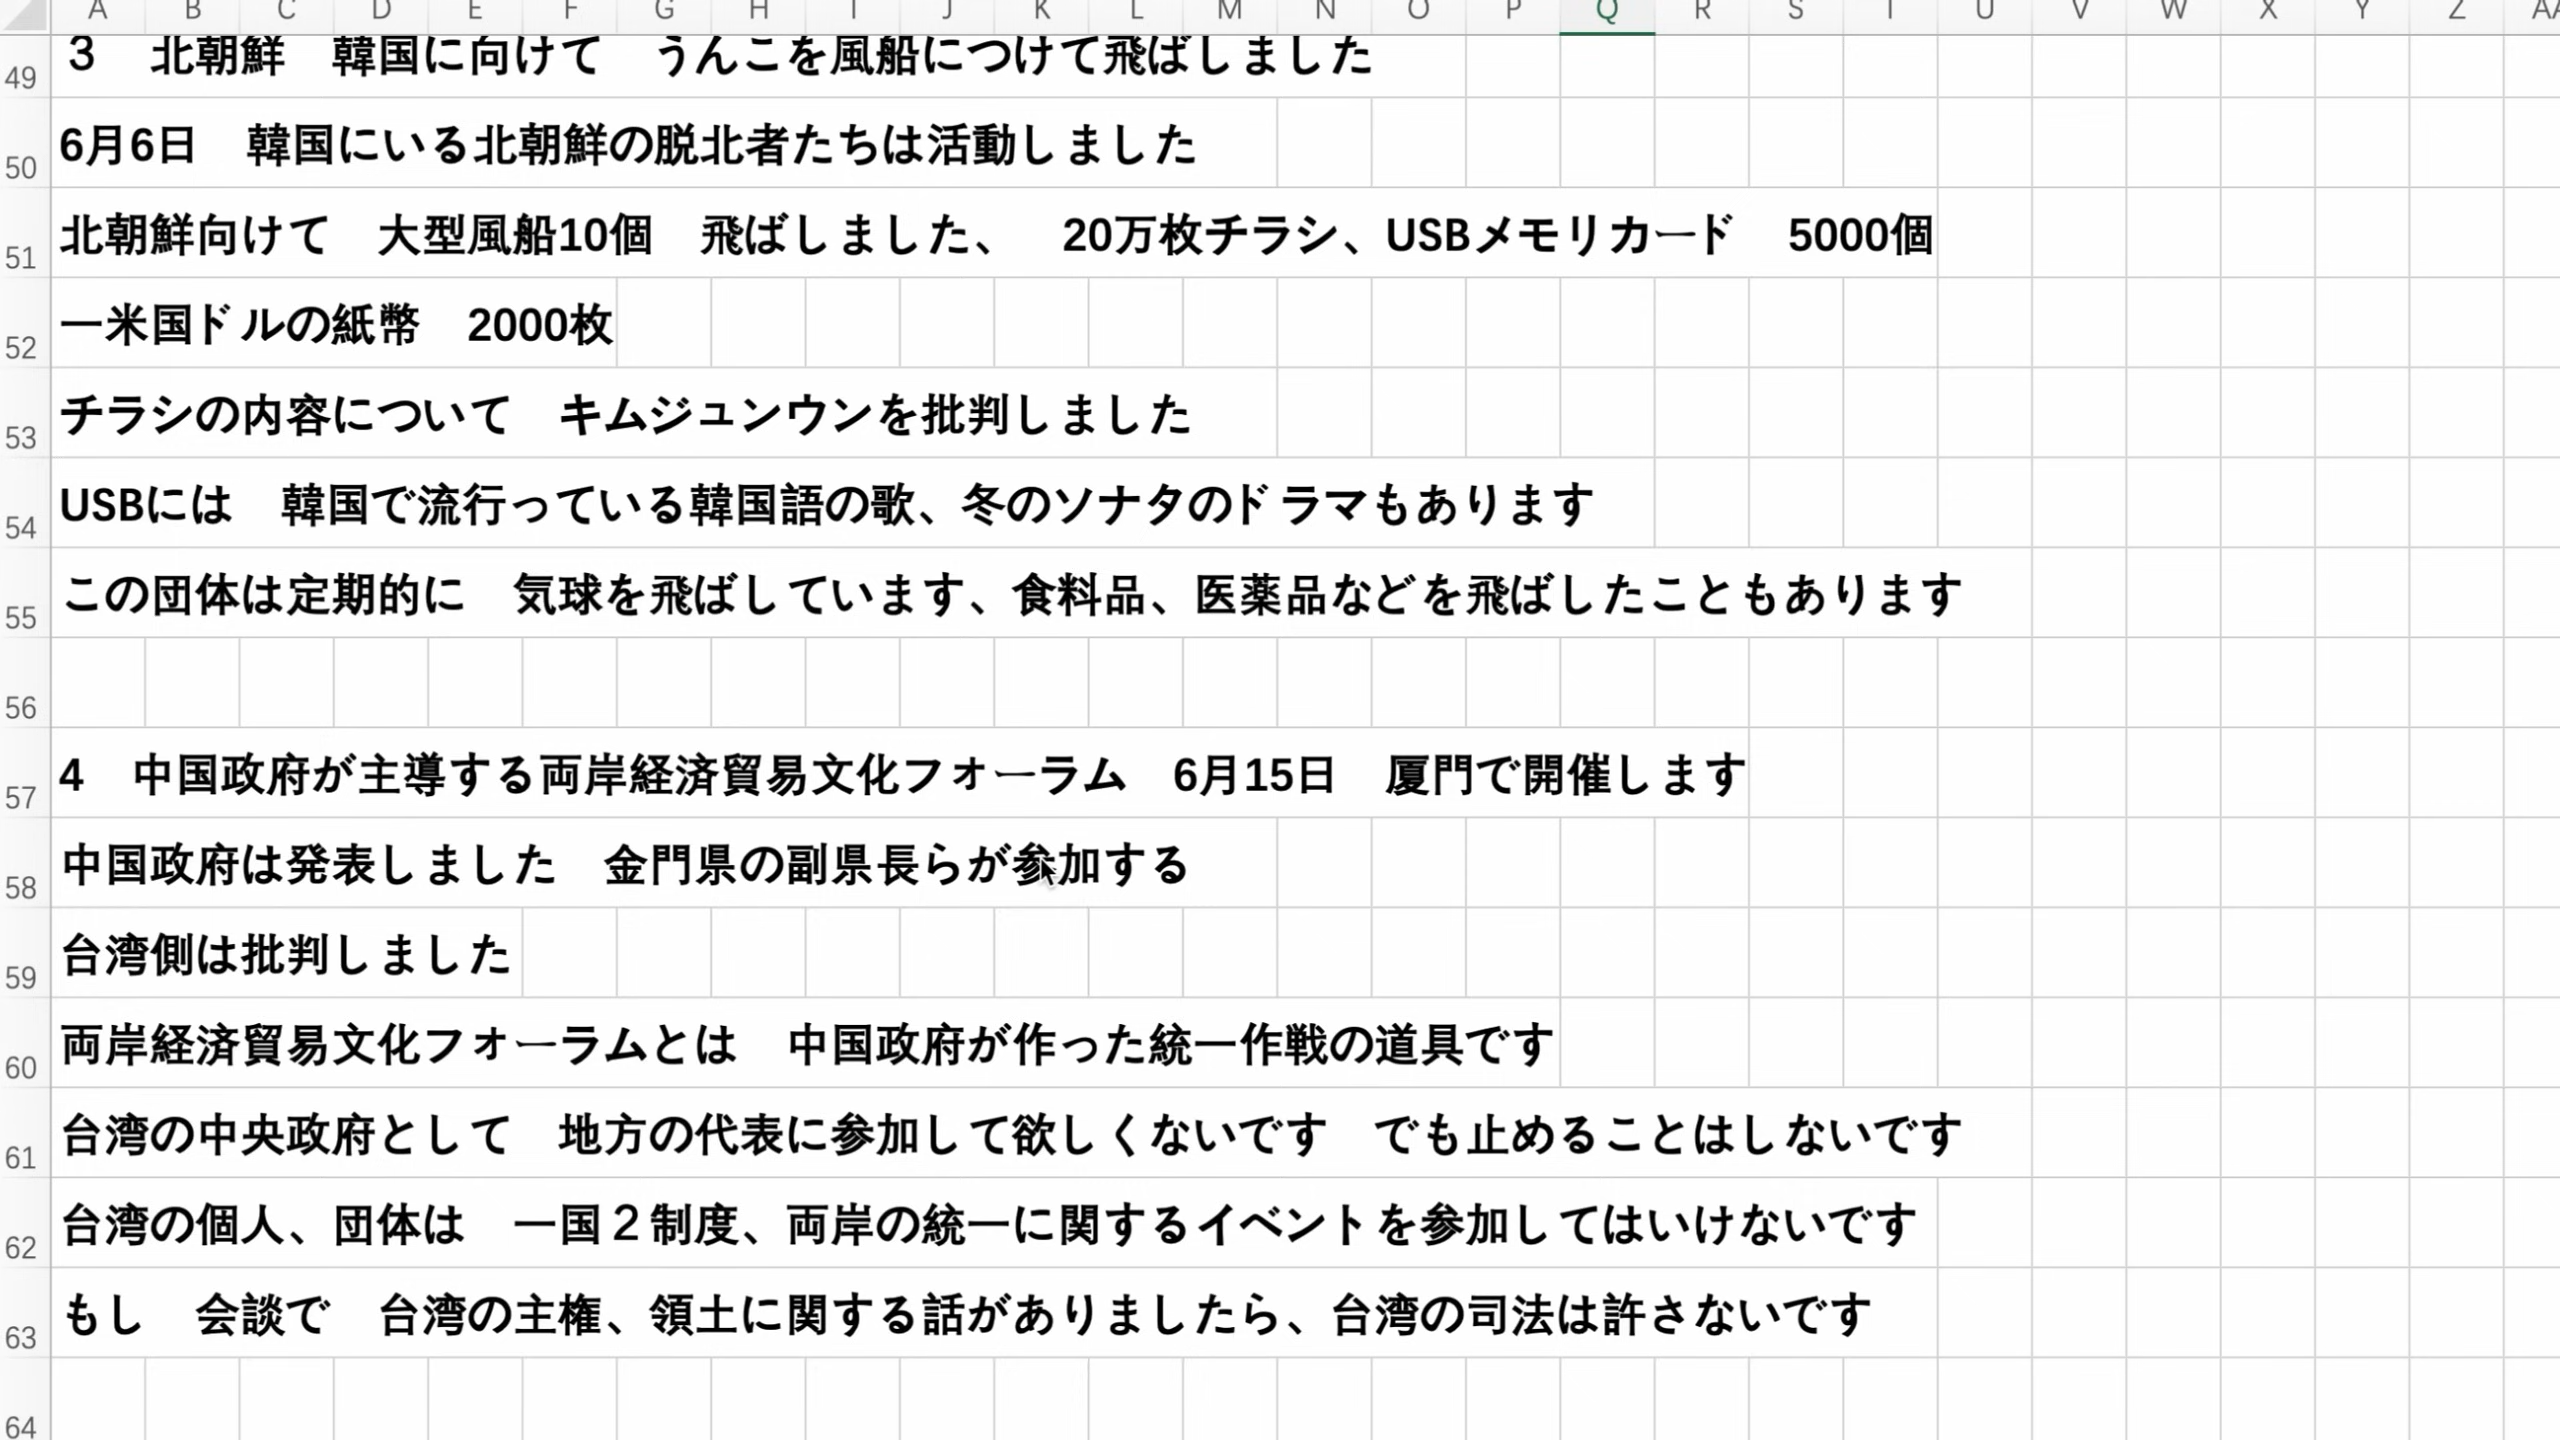 A B C D E F G H I J K L M N O P Q R S T U V W X Y Z AA
49 3　北朝鮮　韓国に向けて　うんこを風船につけて飛ばしました
50 6月6日　韓国にいる北朝鮮の脱北者たちは活動しました
51 北朝鮮向けて　大型風船10個　飛ばしました、　20万枚チラシ、USBメモリカード　5000個
52 一米国ドルの紙幣　2000枚
53 チラシの内容について　キムジュンウンを批判しました
54 USBには　韓国で流行っている韓国語の歌、冬のソナタのドラマもあります
55 この団体は定期的に　気球を飛ばしています、食料品、医薬品などを飛ばしたこともあります
56
57 4　中国政府が主導する両岸経済貿易文化フォーラム　6月15日　厦門で開催します
58 中国政府は発表しました　金門県の副県長らが参加する
59 台湾側は批判しました
60 両岸経済貿易文化フォーラムとは　中国政府が作った統一作戦の道具です
61 台湾の中央政府として　地方の代表に参加して欲しくないです　でも止めることはしないです
62 台湾の個人、団体は　一国２制度、両岸の統一に関するイベントを参加してはいけないです
63 もし　会談で　台湾の主権、領土に関する話がありましたら、台湾の司法は許さないです
64